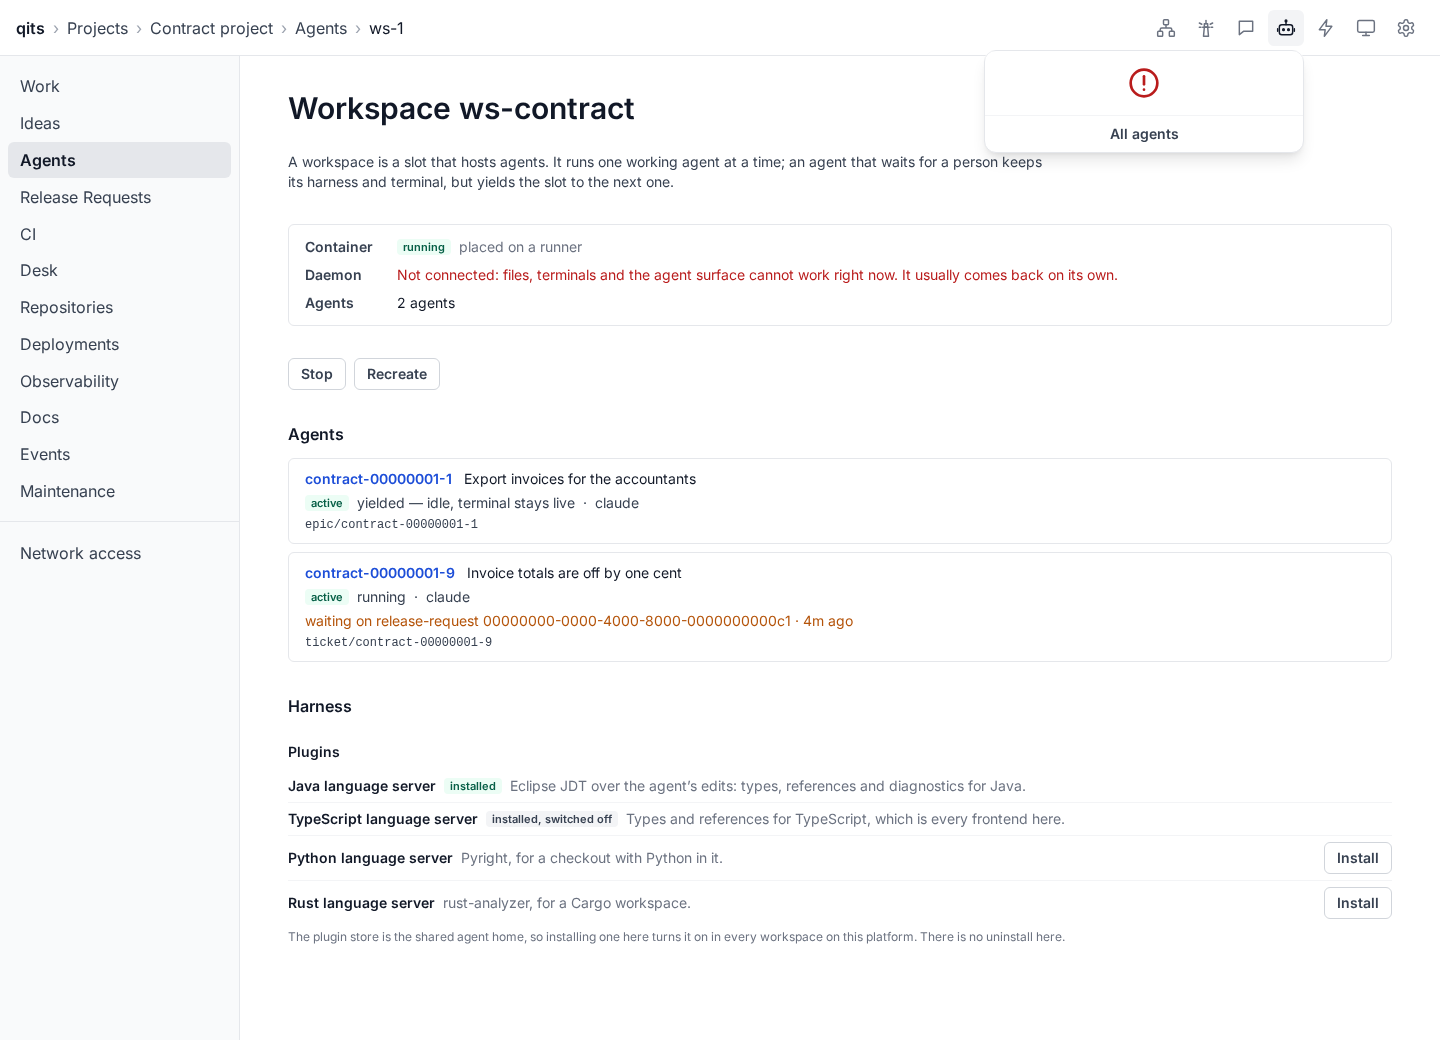 qits › Projects › Contract project › Agents › ws-1
All agents
Work
Ideas
Agents
Release Requests
CI
Desk
Repositories
Deployments
Observability
Docs
Events
Maintenance
Network access
Workspace ws-contract
A workspace is a slot that hosts agents. It runs one working agent at a time; an agent that waits for a person keeps
its harness and terminal, but yields the slot to the next one.
Container running placed on a runner
Daemon Not connected: files, terminals and the agent surface cannot work right now. It usually comes back on its own.
Agents 2 agents
Stop Recreate
Agents
contract-00000001-1 Export invoices for the accountants
active yielded — idle, terminal stays live · claude
epic/contract-00000001-1
contract-00000001-9 Invoice totals are off by one cent
active running · claude
waiting on release-request 00000000-0000-4000-8000-0000000000c1 · 4m ago
ticket/contract-00000001-9
Harness
Plugins
Java language server installed Eclipse JDT over the agent’s edits: types, references and diagnostics for Java.
TypeScript language server installed, switched off Types and references for TypeScript, which is every frontend here.
Python language server Pyright, for a checkout with Python in it. Install
Rust language server rust-analyzer, for a Cargo workspace. Install
The plugin store is the shared agent home, so installing one here turns it on in every workspace on this platform. There is no uninstall here.